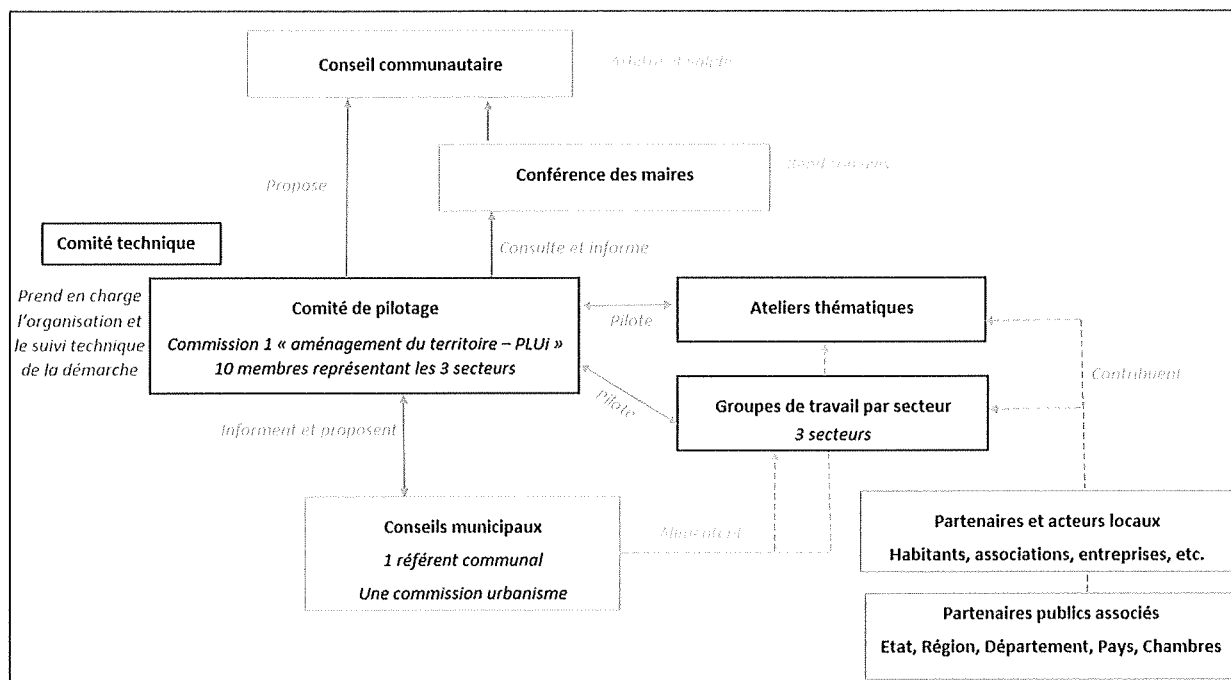 Conseil communautaire
Conférence des maires
Propose
Comité technique
Consulte et informe
Prend en charge
l'organisation et
le suivi technique
de la démarche
Comité de pilotage
Commission 1 « aménagement du territoire – PLUi »
10 membres représentant les 3 secteurs
Pilote
Ateliers thématiques
Contribuent
Pilote
Groupes de travail par secteur
3 secteurs
Informent et proposent
Conseils municipaux
1 référent communal
Une commission urbanisme
Alimentent
Partenaires et acteurs locaux
Habitants, associations, entreprises, etc.
Partenaires publics associés
Etat, Région, Département, Pays, Chambres